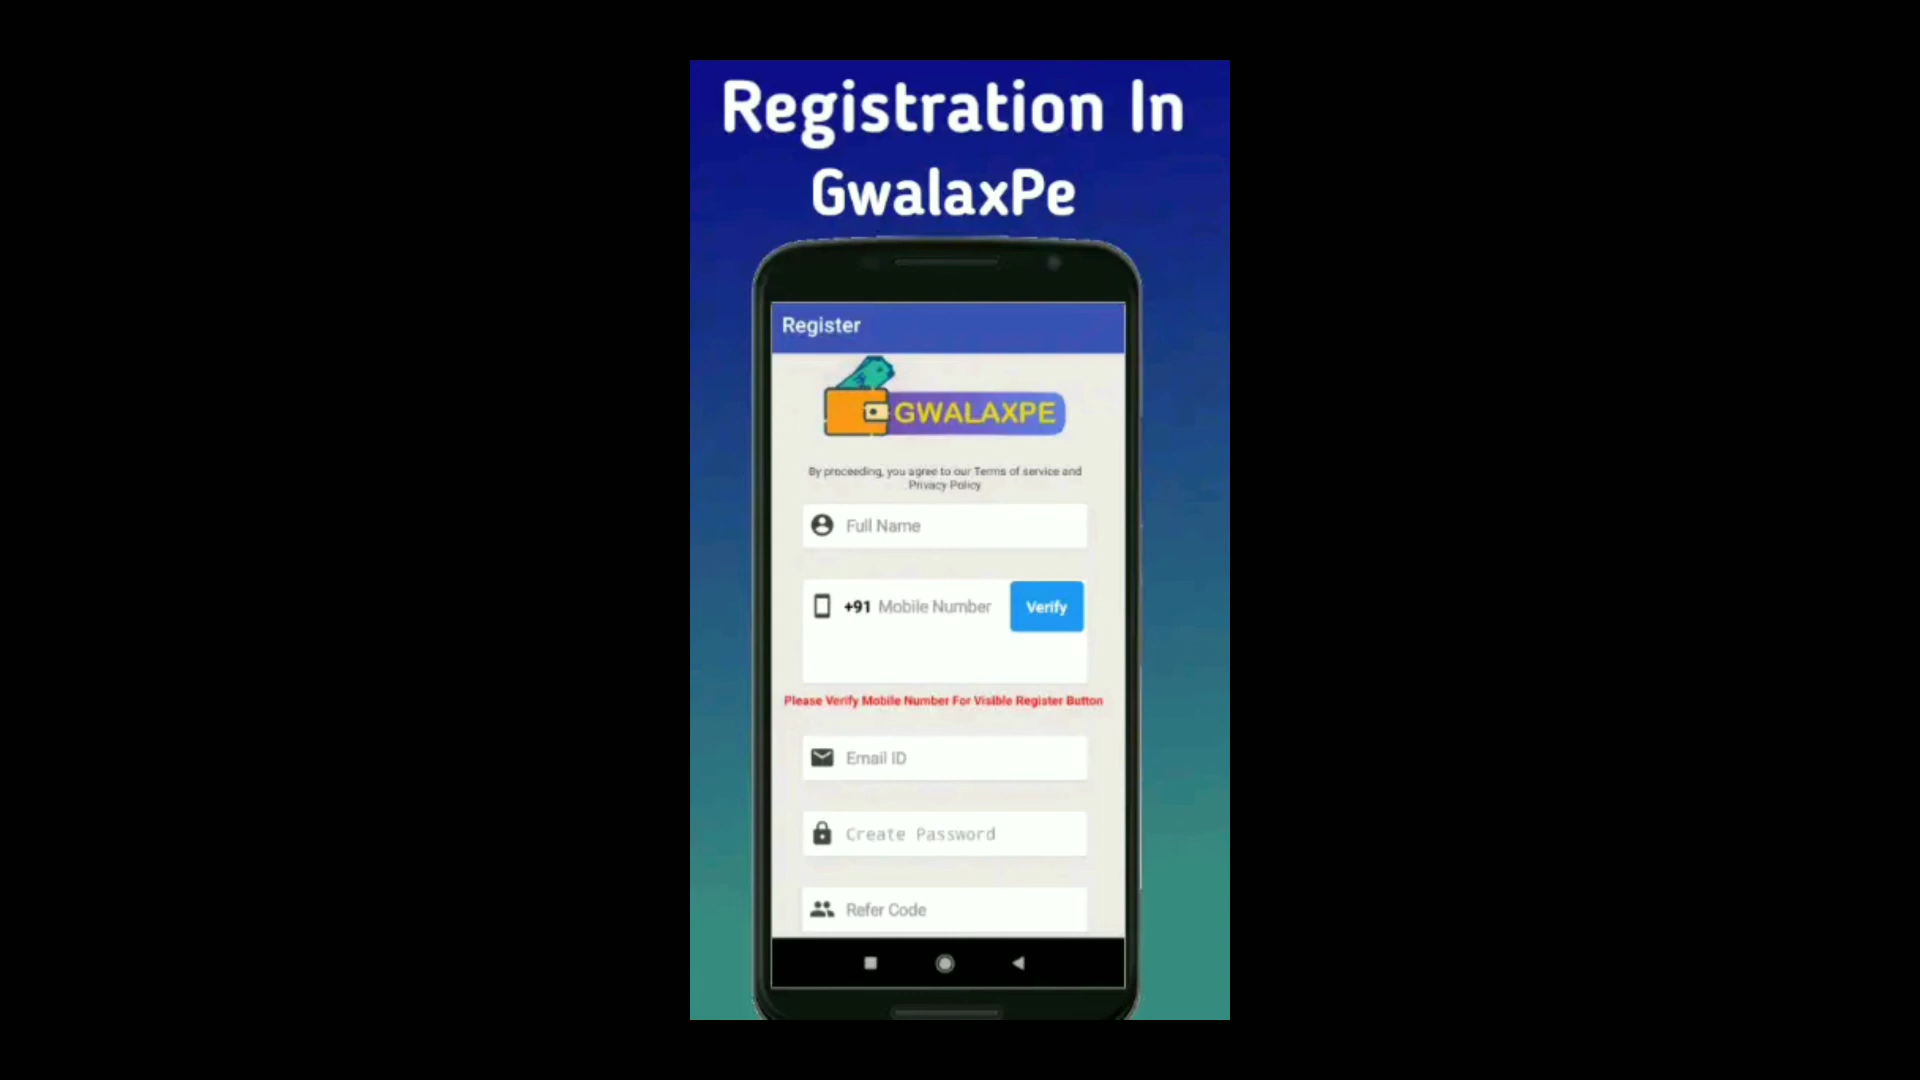 Registration In
GwalaxPe
Register
GWALAXPE
By proceeding, you agree to our Terms of service and
Privacy Policy
Full Name
+91 Mobile Number Verify
Please Verify Mobile Number For Visible Register Button
Email ID
Create Password
Refer Code